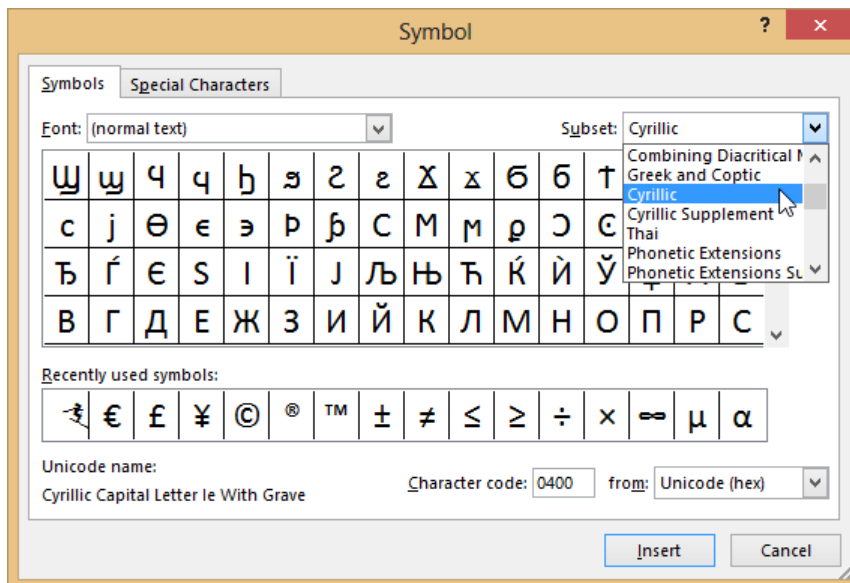 Symbol
? ×
Symbols Special Characters
Font: (normal text) Subset: Cyrillic
Combining Diacritical M
Greek and Coptic
Cyrillic
Cyrillic Supplement
Thai
Phonetic Extensions
Phonetic Extensions Su
Ϣ ϣ Ϥ ϥ ϧ ϩ Ϩ ϩ Ϫ ϫ Ϭ ϭ Ϯ
ϲ ϳ ϴ ϵ ϶ Ϸ ϸ Ϲ Ϻ ϻ ϼ Ͻ Ͼ
Ђ Ѓ Є Ѕ І Ї Ј Љ Њ Ћ Ќ Ѝ Ў
В Г Д Е Ж З И Й К Л М Н О П Р С
Recently used symbols:
€ £ ¥ © ® ™ ± ≠ ≤ ≥ ÷ × ∞ µ α
Unicode name:
Cyrillic Capital Letter Ie With Grave
Character code: 0400 from: Unicode (hex)
Insert Cancel